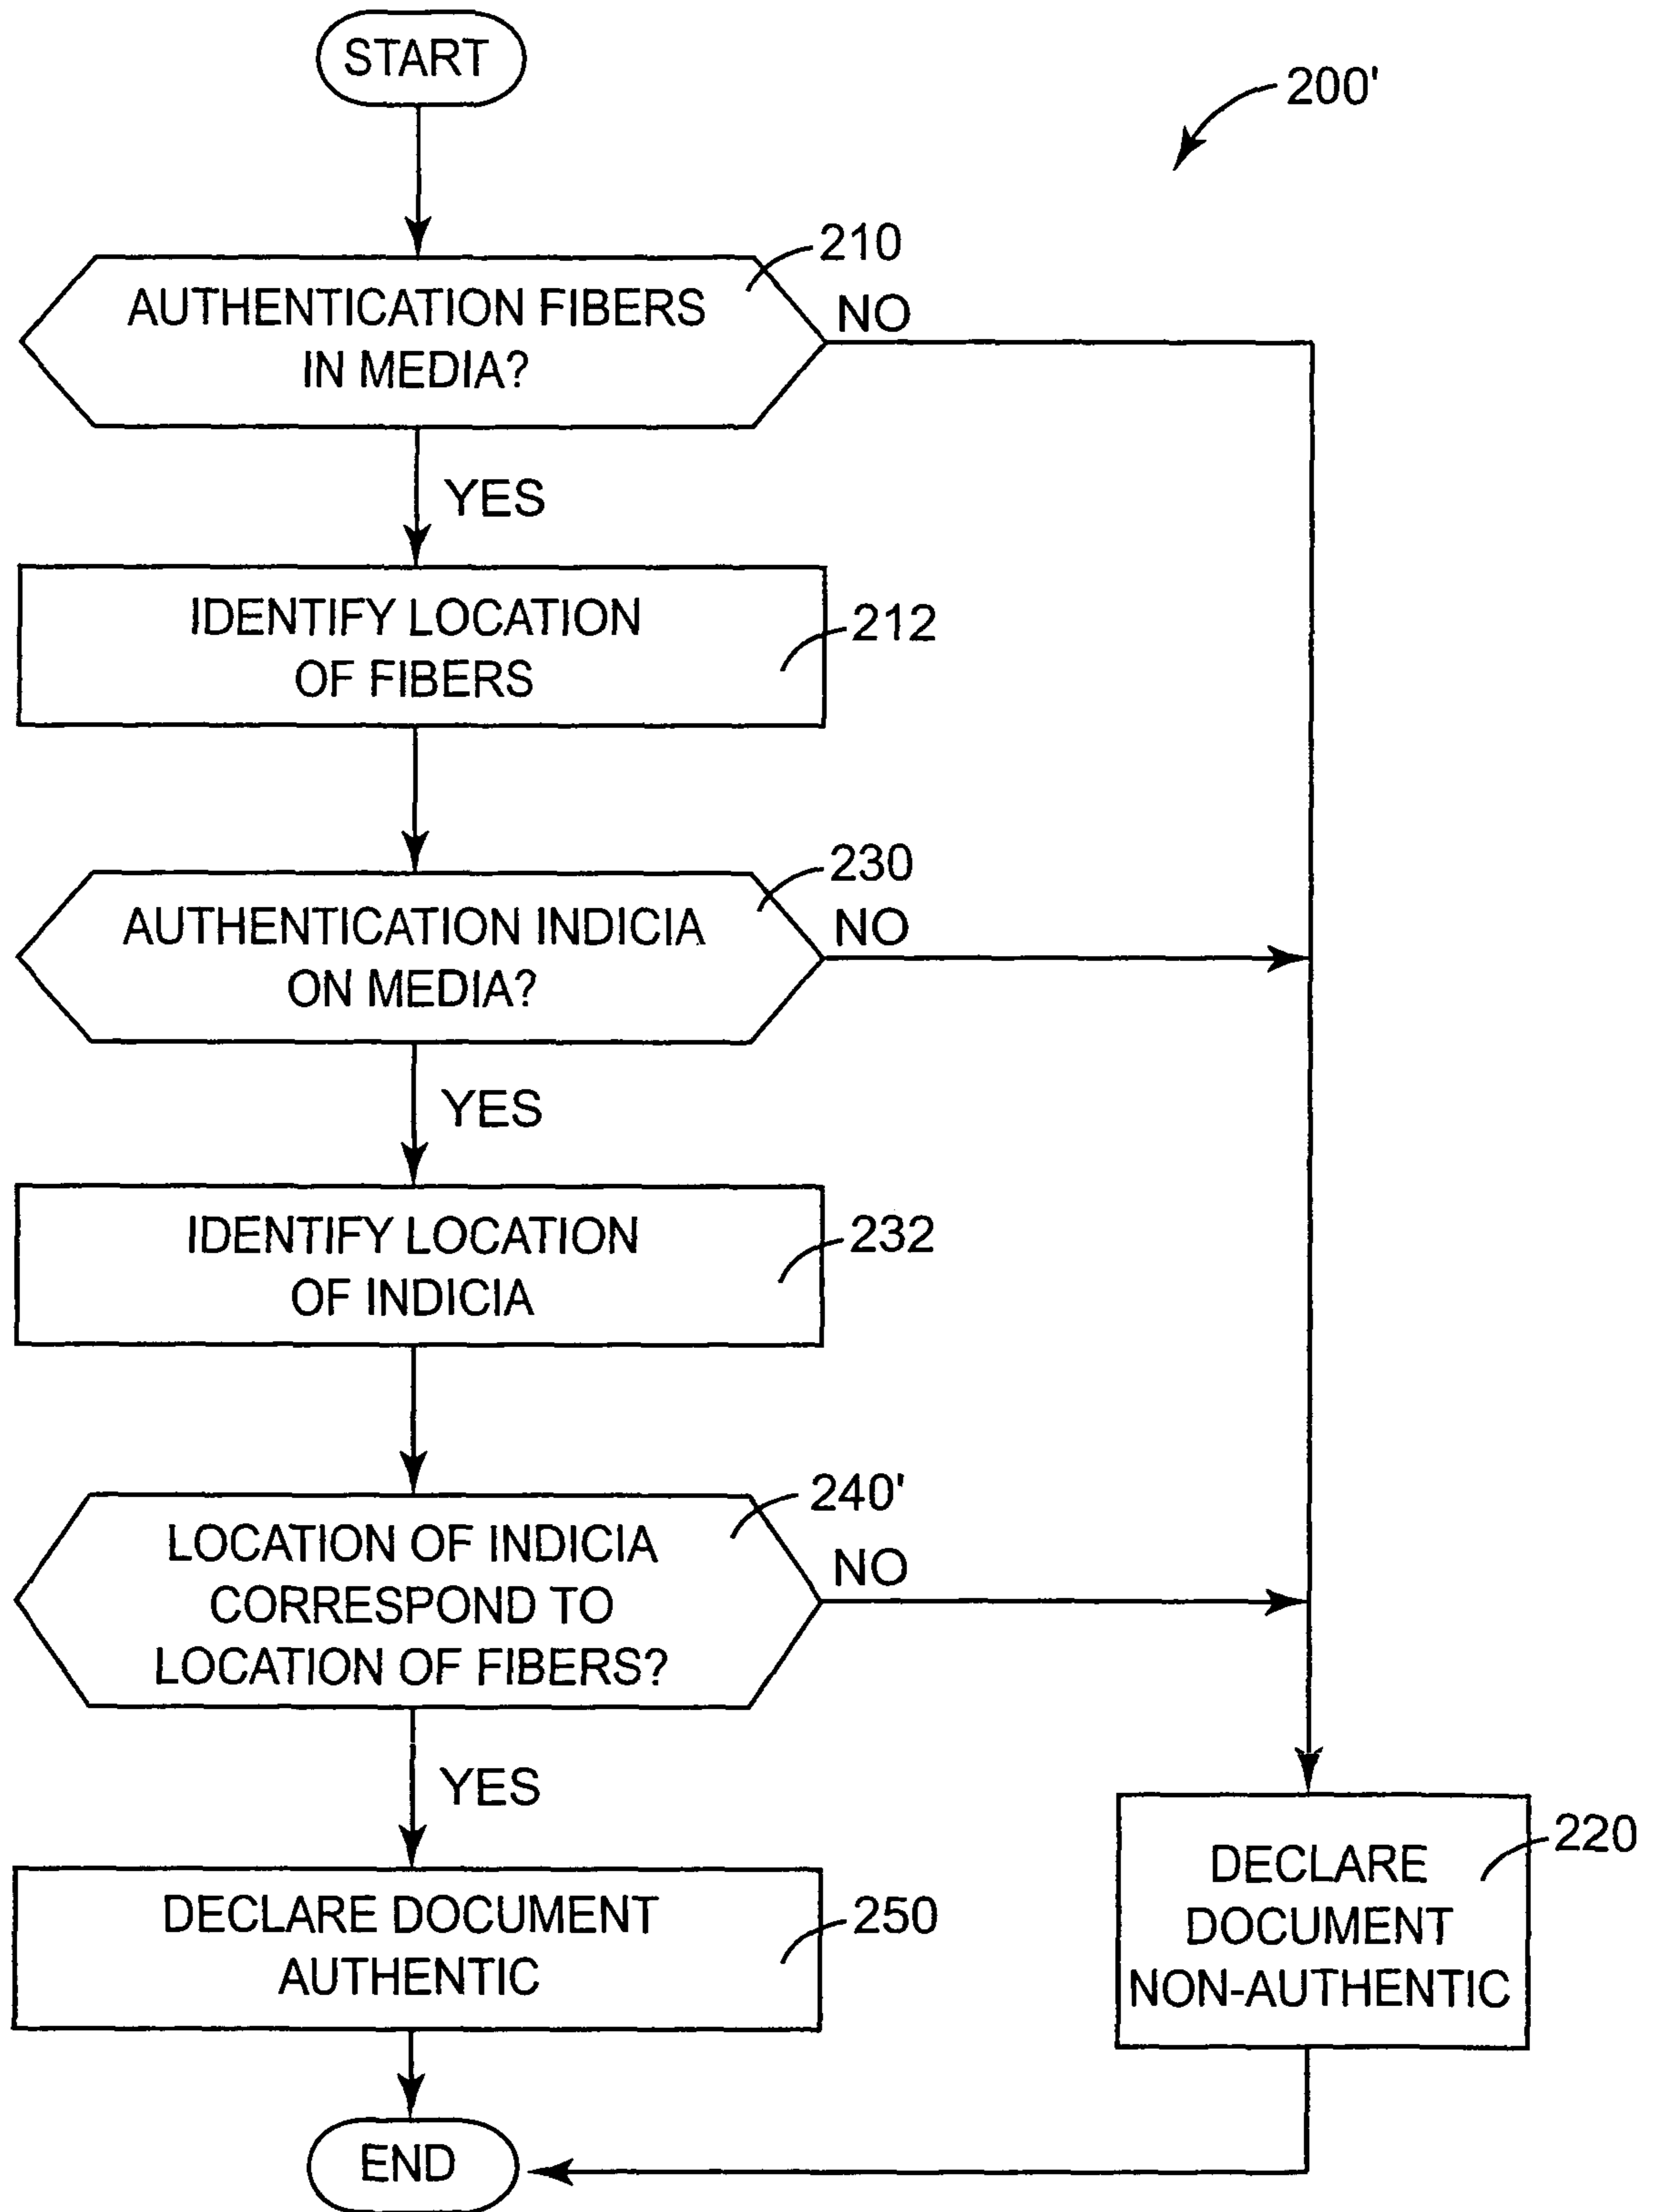 START
200'
210
AUTHENTICATION FIBERS
IN MEDIA?
NO
YES
IDENTIFY LOCATION
OF FIBERS
212
230
AUTHENTICATION INDICIA
ON MEDIA?
NO
YES
IDENTIFY LOCATION
OF INDICIA
232
240'
LOCATION OF INDICIA
CORRESPOND TO
LOCATION OF FIBERS?
NO
YES
DECLARE DOCUMENT
AUTHENTIC
250
220
DECLARE
DOCUMENT
NON-AUTHENTIC
END